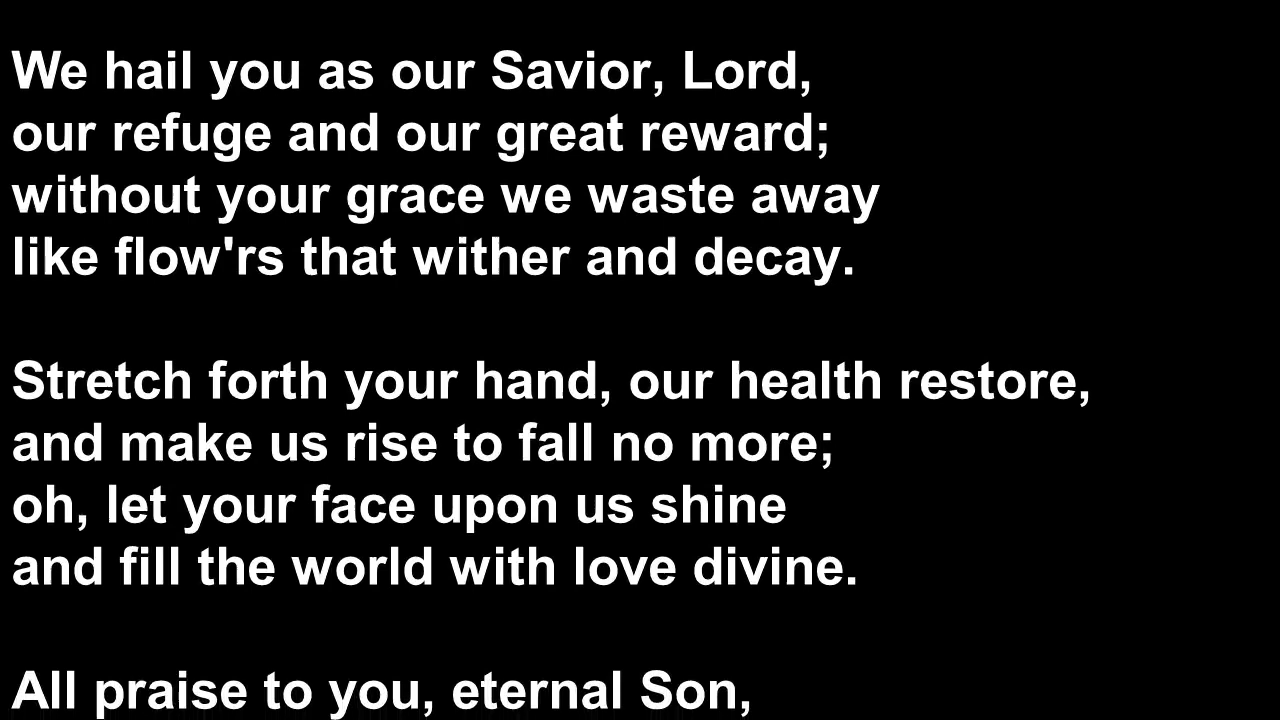 We hail you as our Savior, Lord,
our refuge and our great reward;
without your grace we waste away
like flow'rs that wither and decay.

Stretch forth your hand, our health restore,
and make us rise to fall no more;
oh, let your face upon us shine
and fill the world with love divine.

All praise to you, eternal Son,